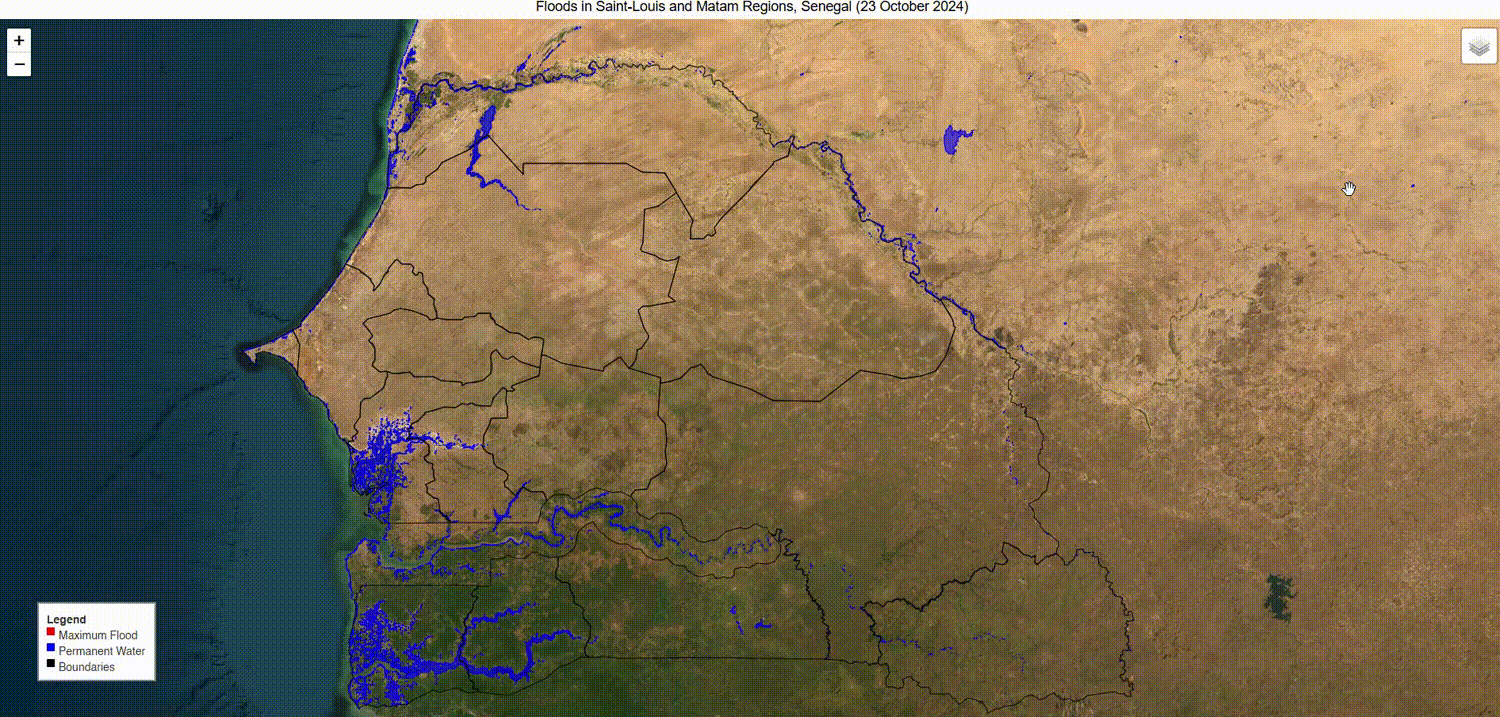 Floods in Saint-Louis and Matam Regions, Senegal (23 October 2024)
+
−
Legend
Maximum Flood
Permanent Water
Boundaries